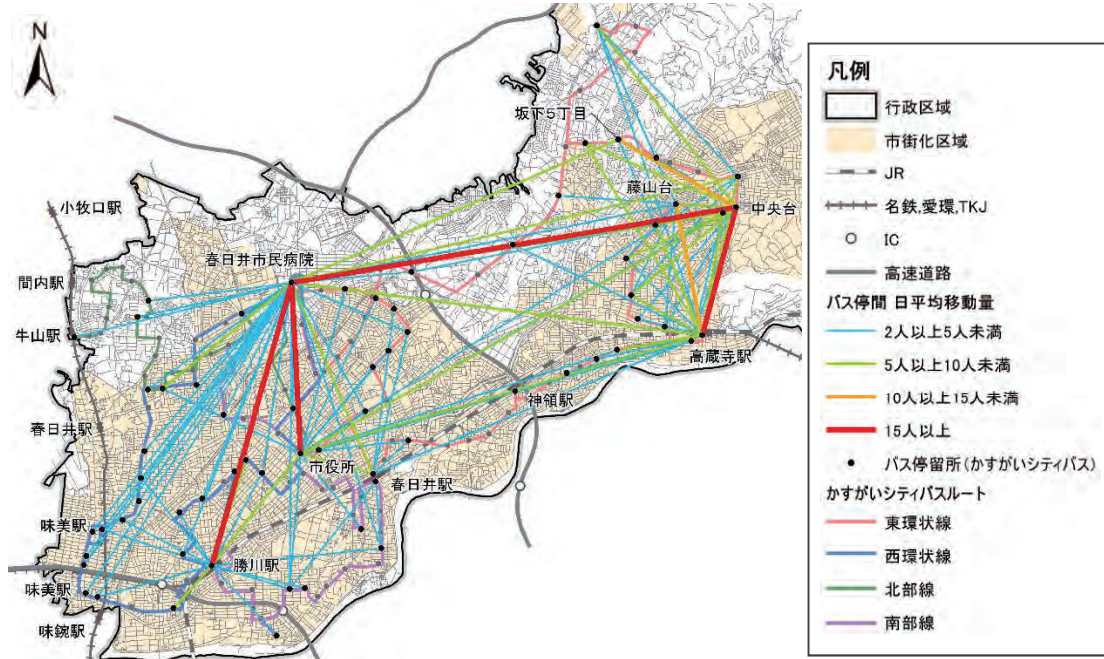 N
坂下5丁目
藤山台
中央台
小牧口駅
春日井市民病院
間内駅
牛山駅
高蔵寺駅
神領駅
春日井駅
市役所
春日井駅
味美駅
勝川駅
味美駅
味鋺駅
凡例
行政区域
市街化区域
JR
名鉄,愛環,TKJ
IC
高速道路
バス停間 日平均移動量
2人以上5人未満
5人以上10人未満
10人以上15人未満
15人以上
バス停留所(かすがいシティバス)
かすがいシティバスルート
東環状線
西環状線
北部線
南部線